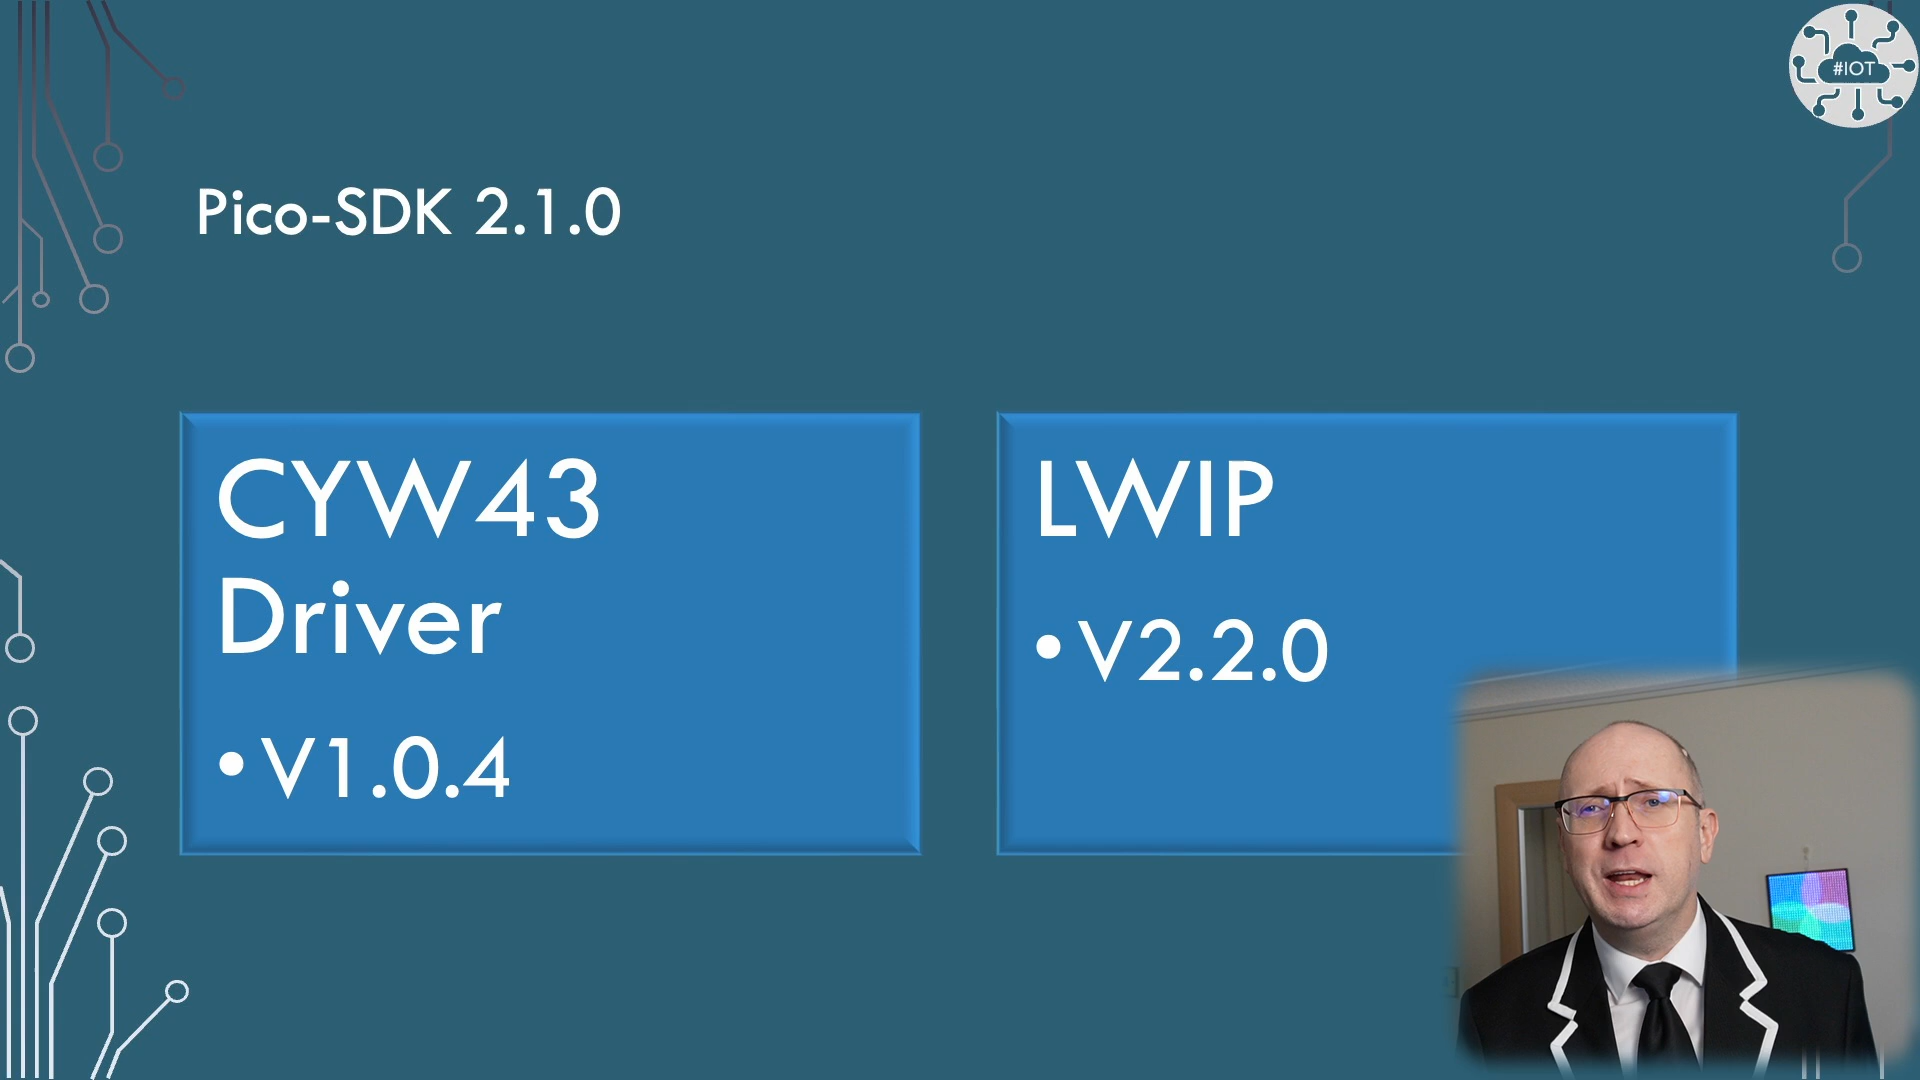 #IOT
Pico-SDK 2.1.0
CYW43
Driver
• V1.0.4
LWIP
• V2.2.0